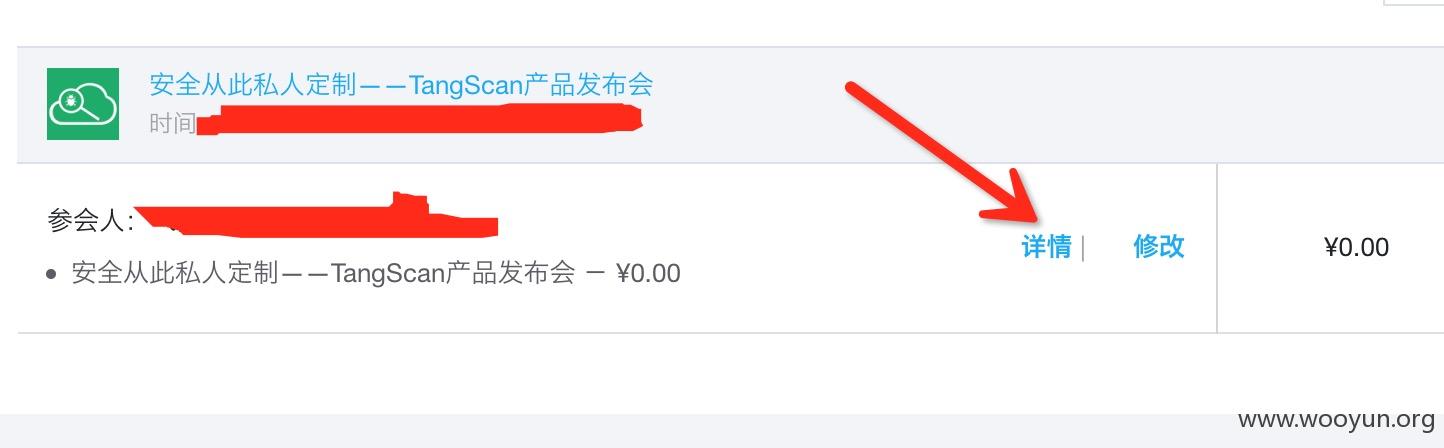 安全从此私人定制——TangScan产品发布会
时间
参会人:
详情 | 修改
¥0.00
• 安全从此私人定制——TangScan产品发布会 – ¥0.00
www.wooyun.org